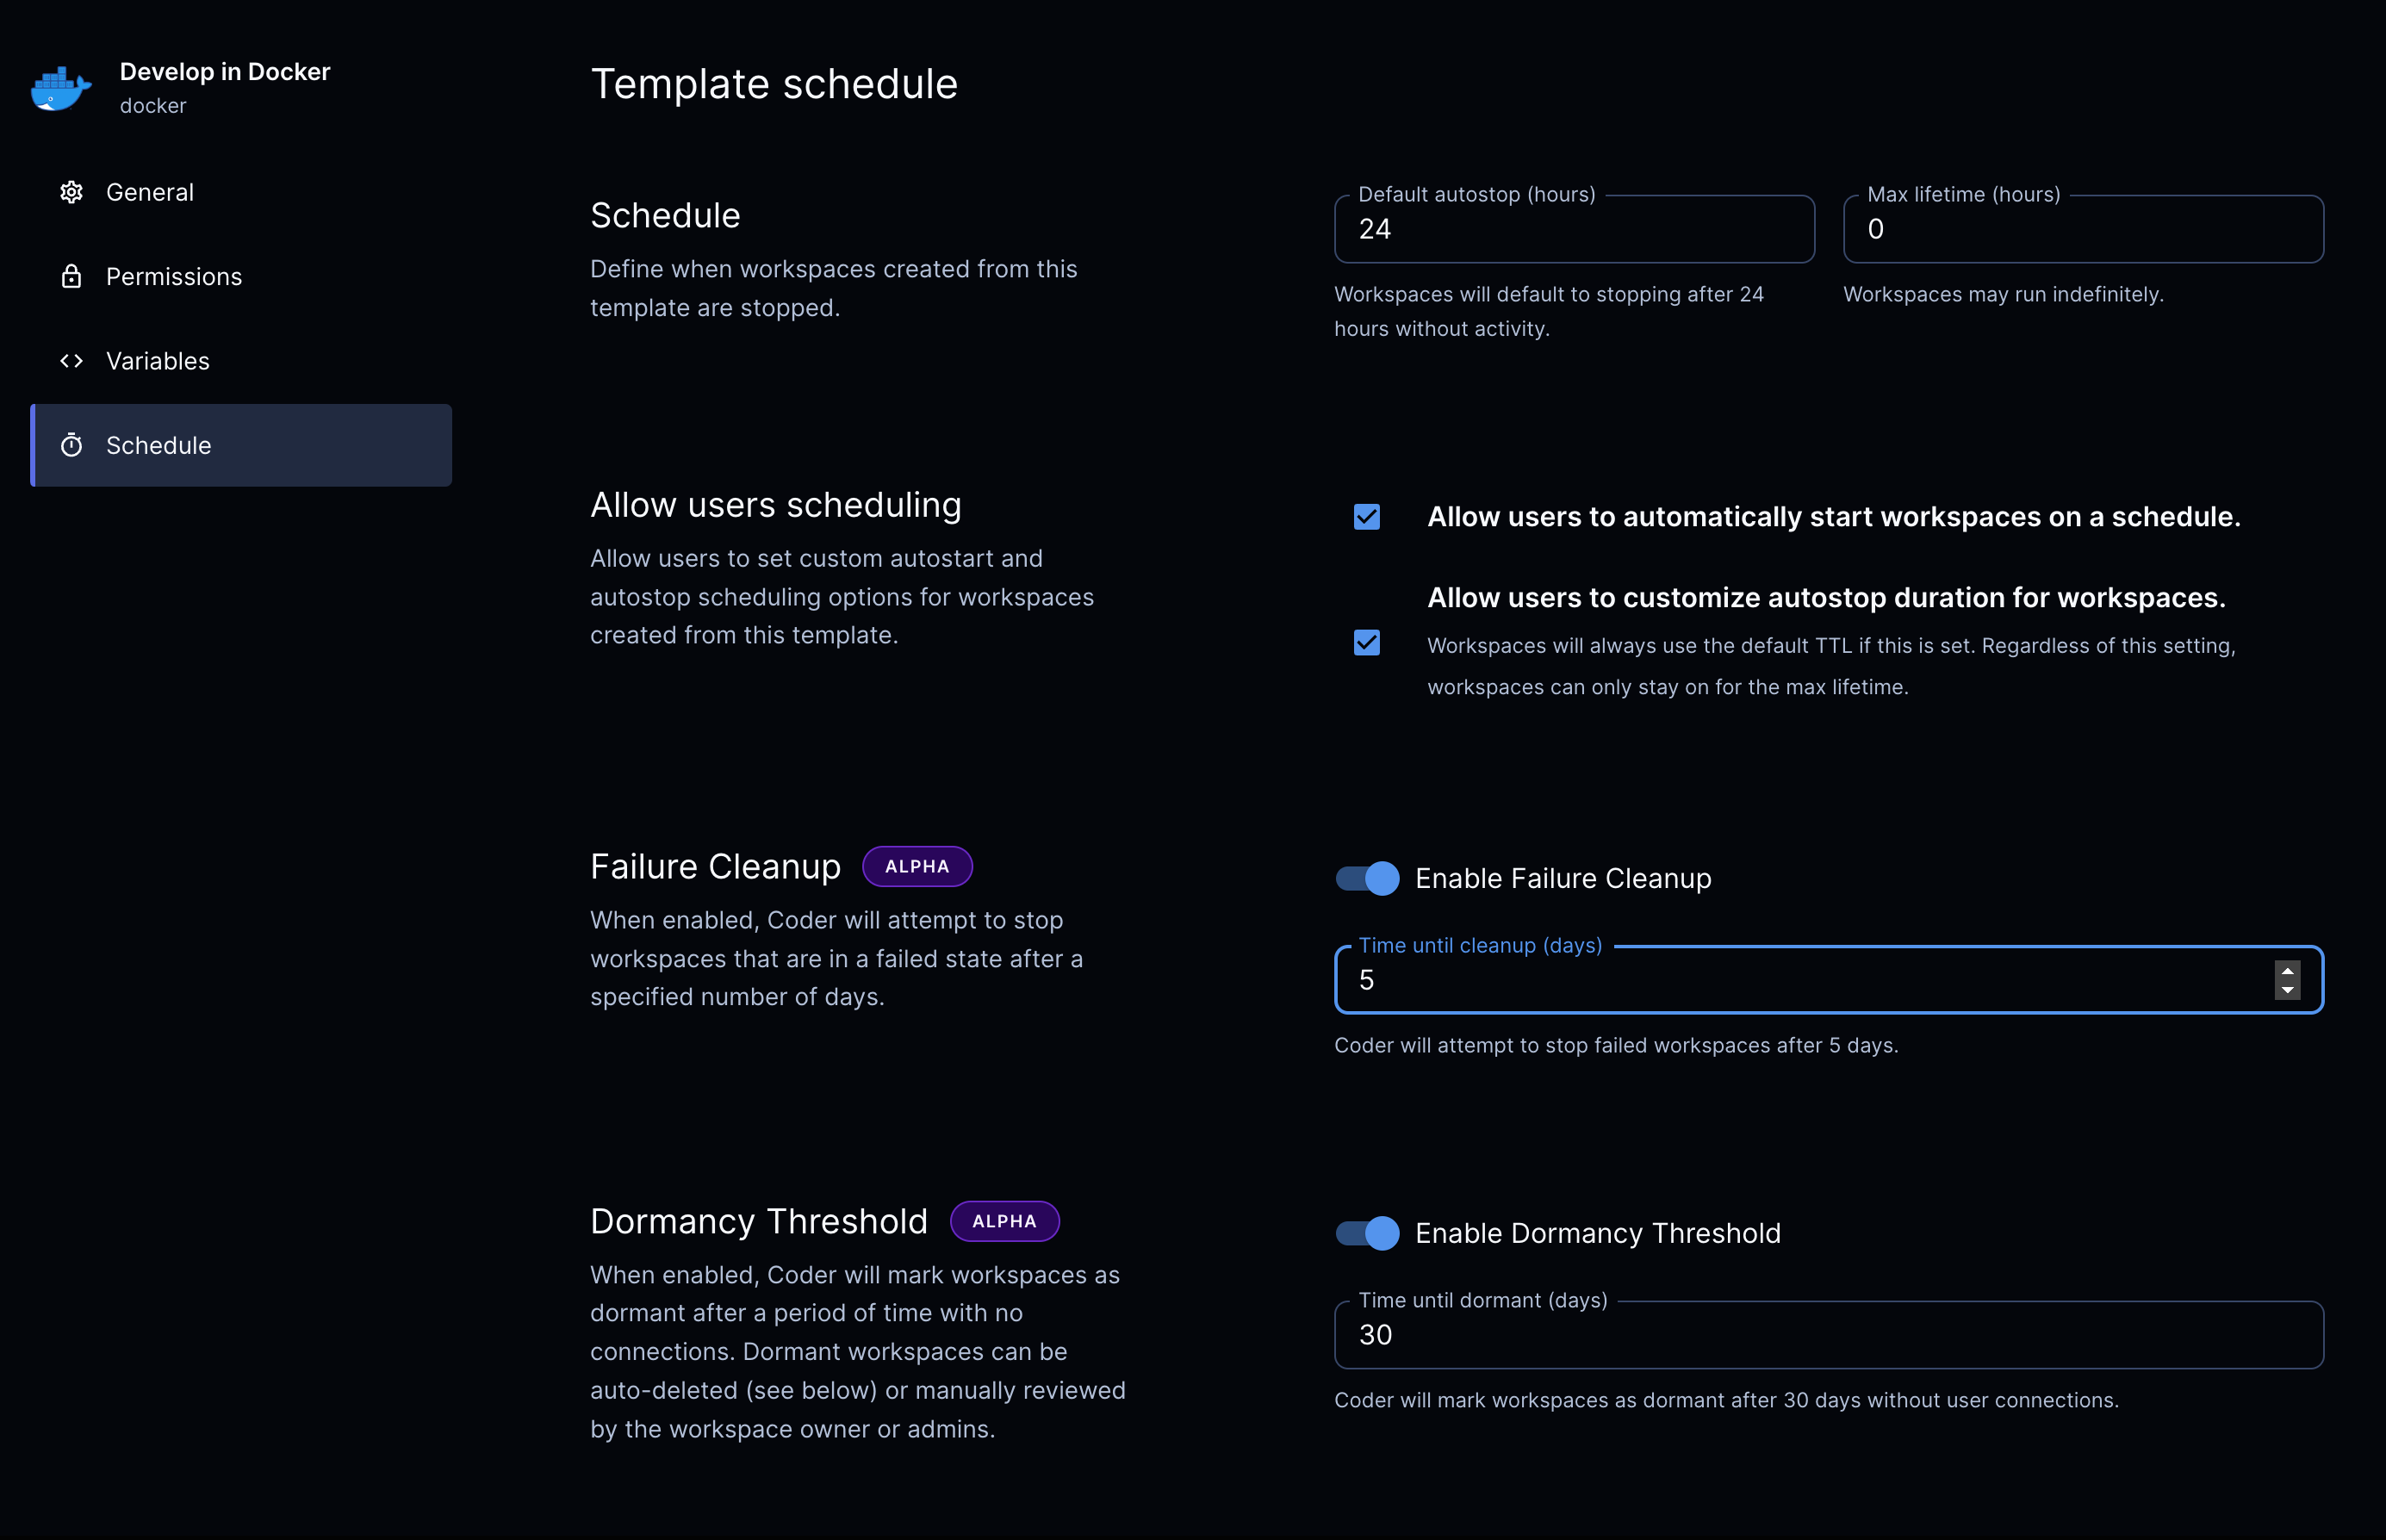 Develop in Docker
docker
General
Permissions
Variables
Schedule
Template schedule
Schedule
Define when workspaces created from this
template are stopped.
Default autostop (hours)
24
Workspaces will default to stopping after 24
hours without activity.
Max lifetime (hours)
0
Workspaces may run indefinitely.
Allow users scheduling
Allow users to set custom autostart and
autostop scheduling options for workspaces
created from this template.
Allow users to automatically start workspaces on a schedule.
Allow users to customize autostop duration for workspaces.
Workspaces will always use the default TTL if this is set. Regardless of this setting,
workspaces can only stay on for the max lifetime.
Failure Cleanup ALPHA
When enabled, Coder will attempt to stop
workspaces that are in a failed state after a
specified number of days.
Enable Failure Cleanup
Time until cleanup (days)
5
Coder will attempt to stop failed workspaces after 5 days.
Dormancy Threshold ALPHA
When enabled, Coder will mark workspaces as
dormant after a period of time with no
connections. Dormant workspaces can be
auto-deleted (see below) or manually reviewed
by the workspace owner or admins.
Enable Dormancy Threshold
Time until dormant (days)
30
Coder will mark workspaces as dormant after 30 days without user connections.